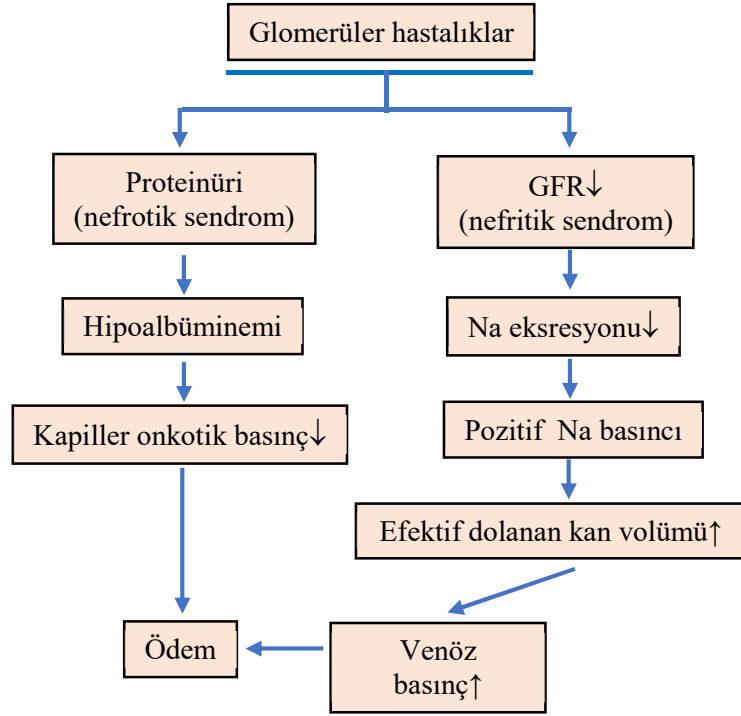 Glomerüler hastalıklar
Proteinüri
(nefrotik sendrom)
GFR↓
(nefritik sendrom)
Hipoalbüminemi
Na eksresyonu↓
Kapiller onkotik basınç↓
Pozitif Na basıncı
Efektif dolanan kan volümü↑
Ödem
Venöz
basınç↑